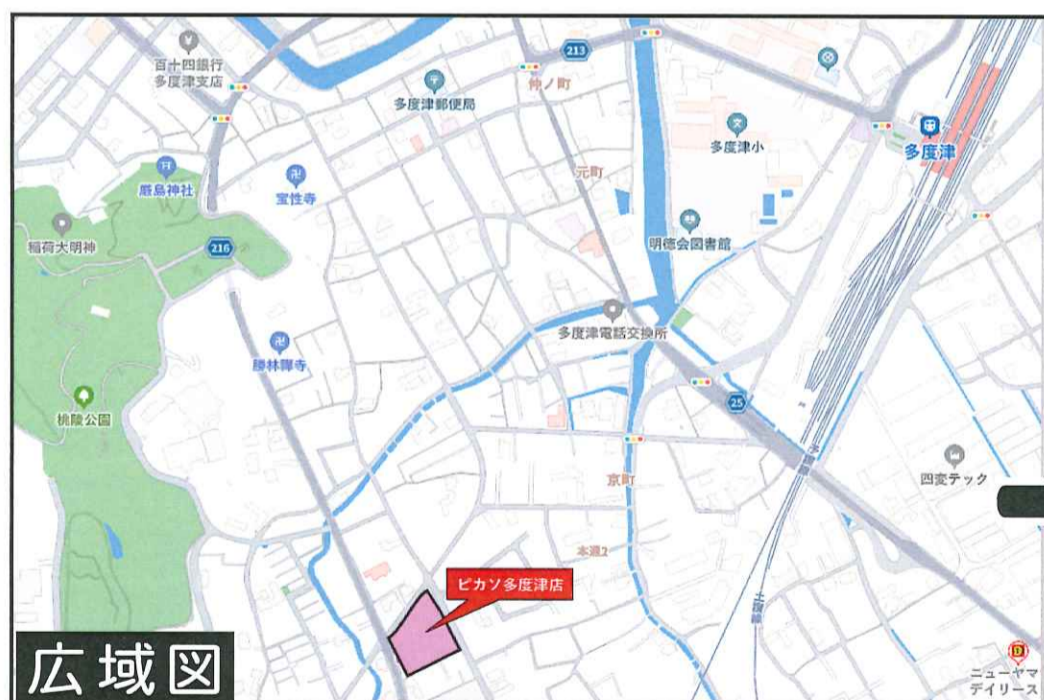 百十四銀行
多度津支店
213
仲ノ町
多度津郵便局
多度津小
多度津
元町
厳島神社
宝性寺
稲荷大明神
216
明徳会図書館
多度津電話交換所
勝林禅寺
桃陵公園
25
予讃線
四変テック
京町
本通2
ピカソ多度津店
土讃線
ニューヤマ
デイリース
広域図